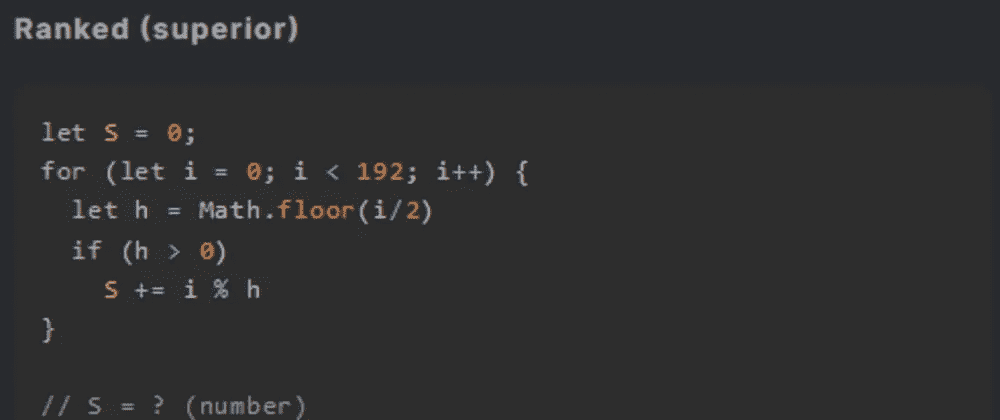 Ranked (superior)
let S = 0;
for (let i = 0; i < 192; i++) {
  let h = Math.floor(i/2)
  if (h > 0)
    S += i % h
}
// S = ? (number)